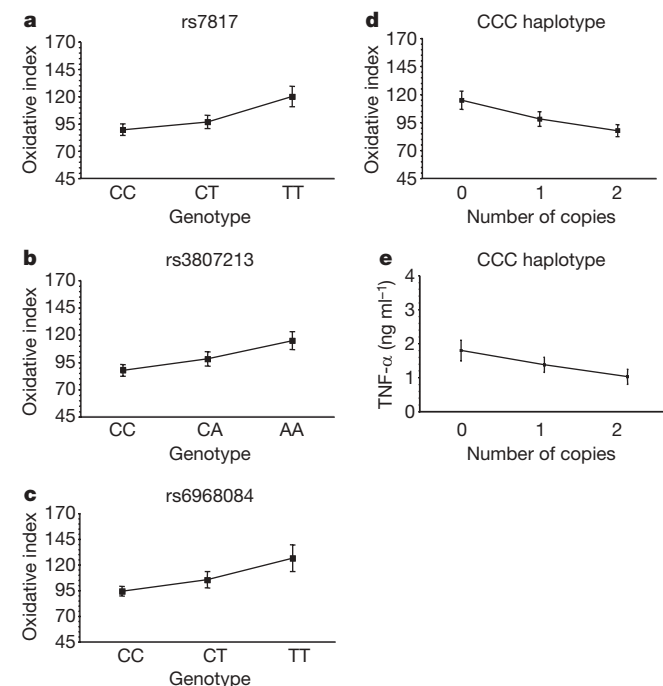 a
rs7817
Oxidative index
170
145
120
95
70
45
CC CT TT
Genotype
b
rs3807213
Oxidative index
170
145
120
95
70
45
CC CA AA
Genotype
c
rs6968084
Oxidative index
170
145
120
95
70
45
CC CT TT
Genotype
d
CCC haplotype
Oxidative index
170
145
120
95
70
45
0 1 2
Number of copies
e
CCC haplotype
TNF-α (ng ml⁻¹)
4
3
2
1
0
0 1 2
Number of copies